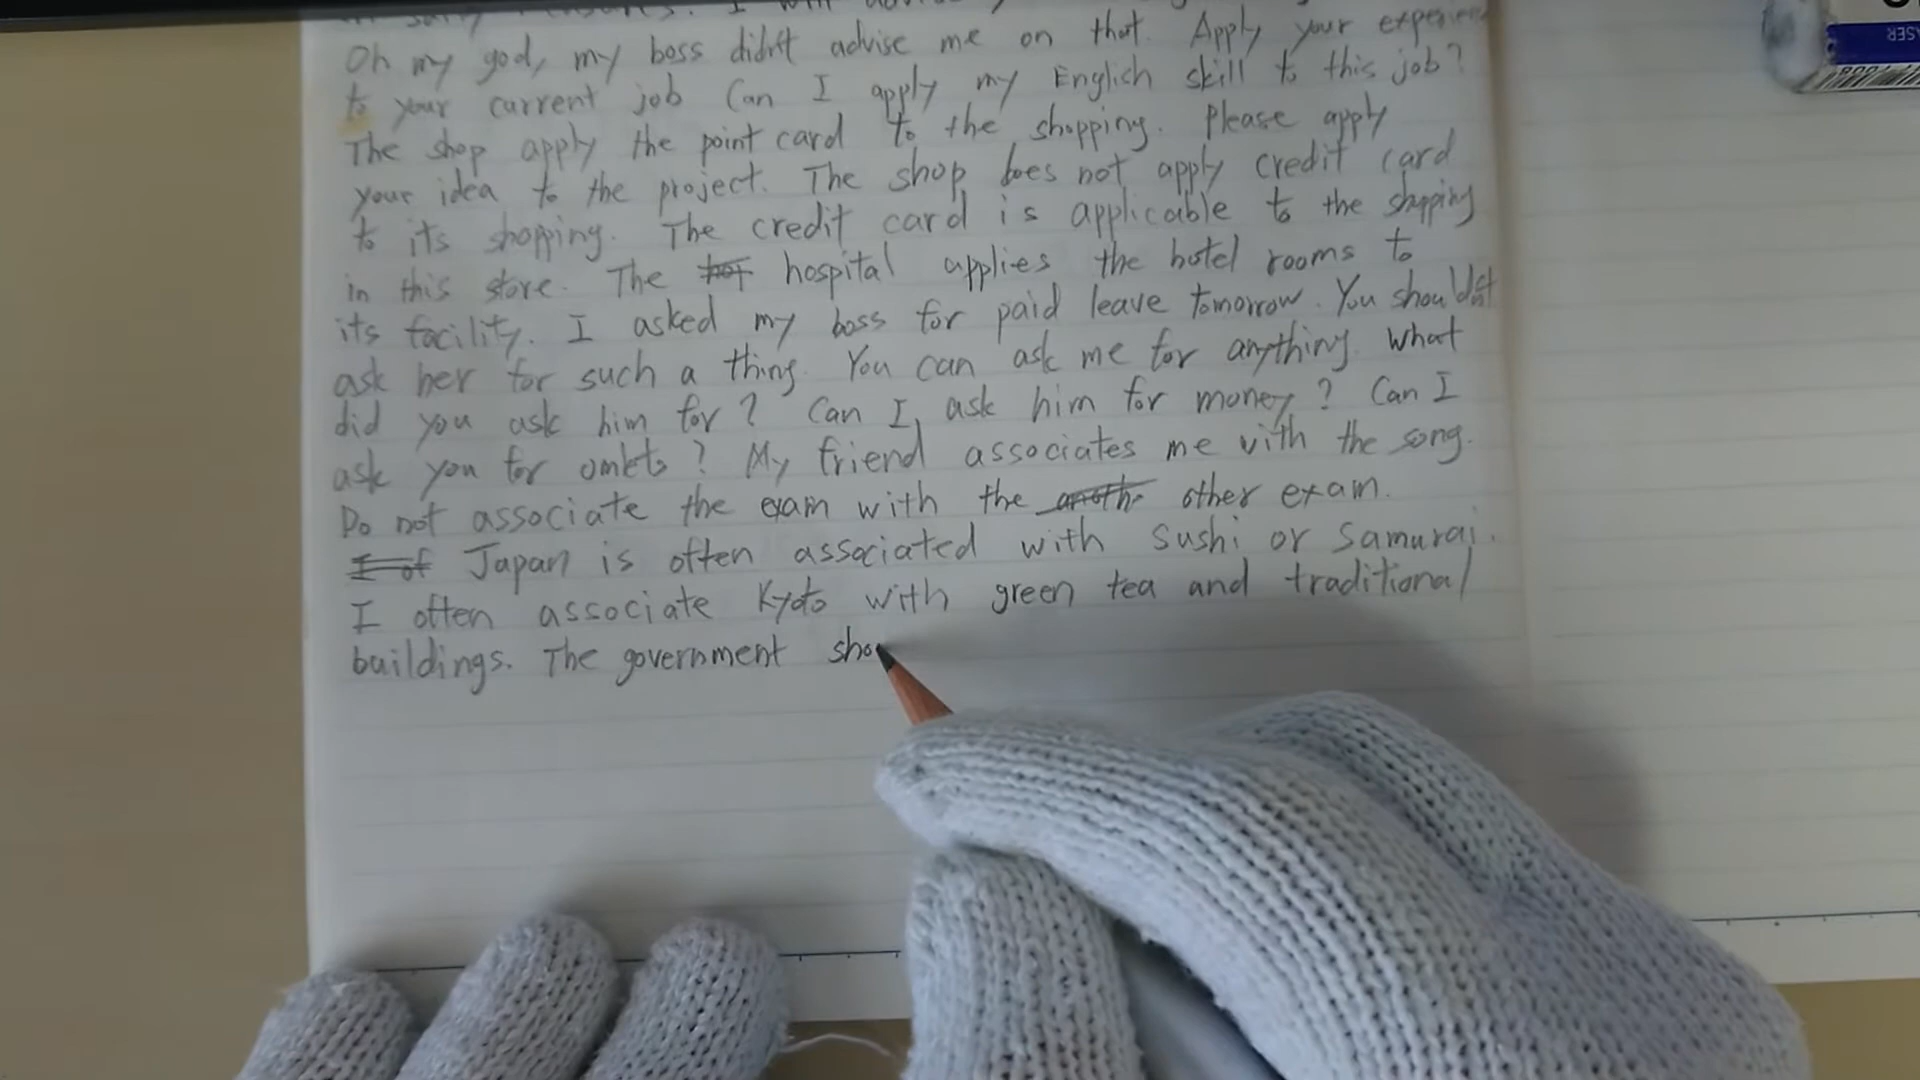 Oh my god, my boss didn't advise me on that. Apply your
to your current job Can I apply my Englich skill to this job?
The shop apply the point card to the shopping. Please apply
your idea to the project. The shop does not apply credit card
to its shopping. The credit card is applicable to the shopping
in this store. The hospital applies the hotel rooms to
its facility. I asked my boss for paid leave tomorrow. You shouldn't
ask her for such a thing. You can ask me for anything. What
did you ask him for? Can I ask him for money? Can I
ask you for ? My friend associates me with the song.
Do not associate the exam with the other exam.
Japan is often associated with Sushi or Samurai.
I often associate Kyoto with green tea and traditional
buildings. The government sho